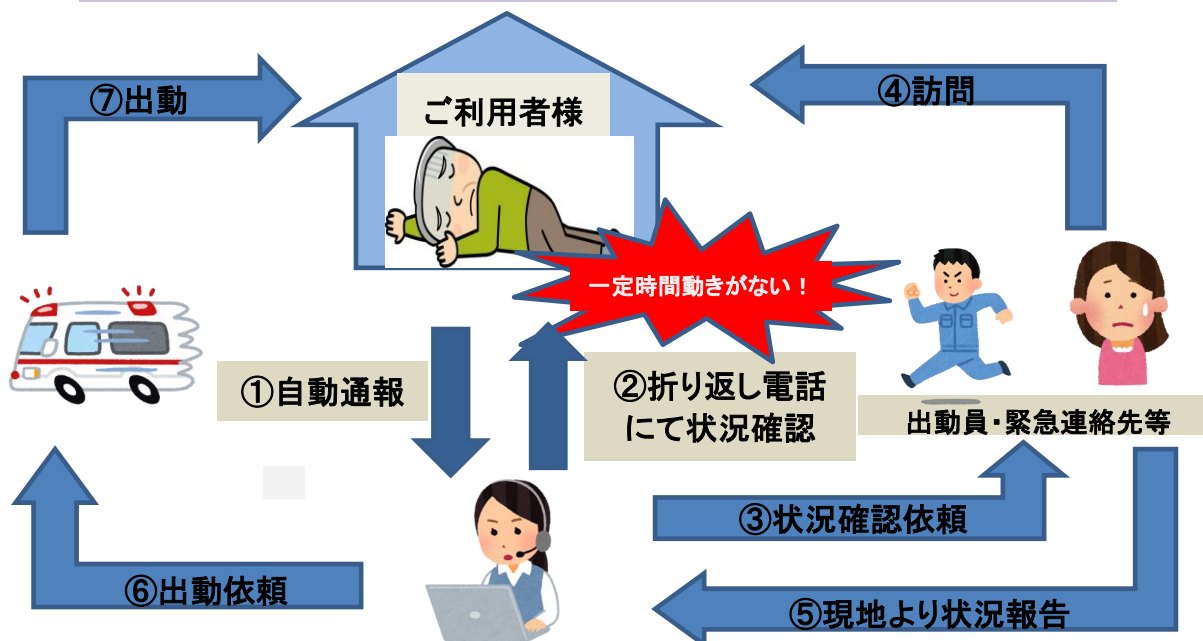 ⑦出動
ご利用者様
④訪問
一定時間動きがない！
①自動通報
②折り返し電話
にて状況確認
出動員・緊急連絡先等
③状況確認依頼
⑥出動依頼
⑤現地より状況報告